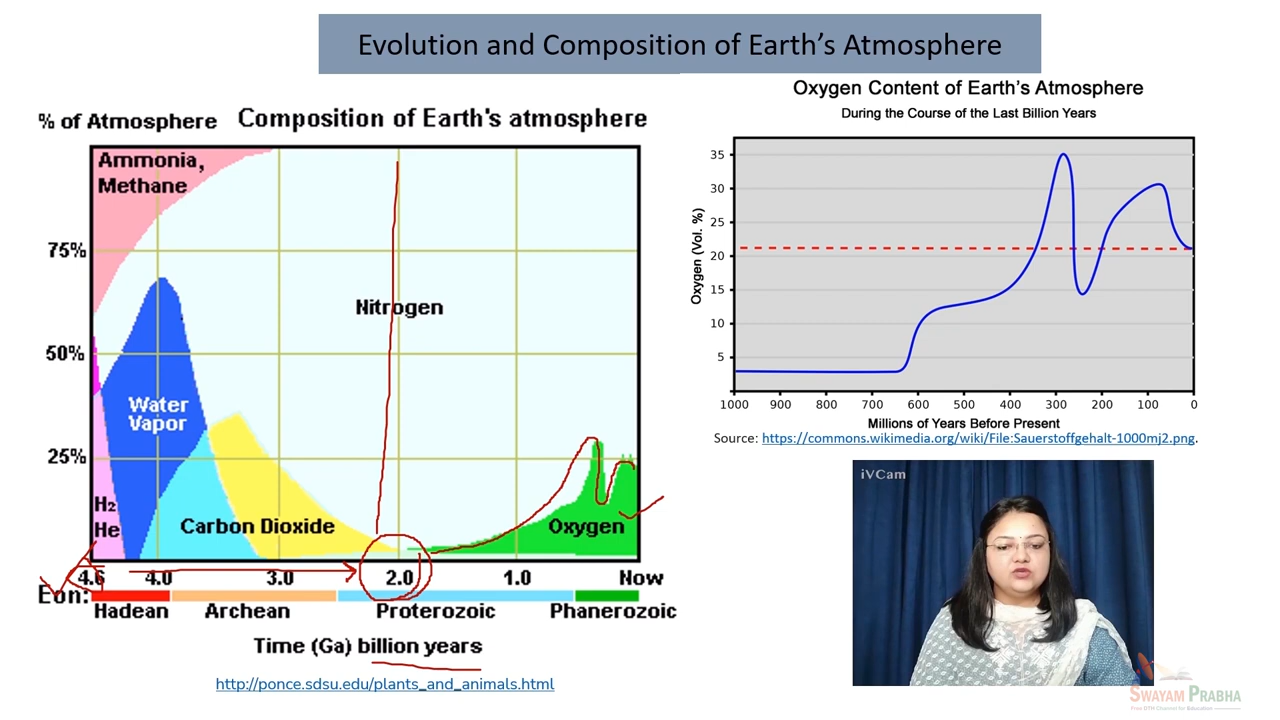 Evolution and Composition of Earth's Atmosphere
% of Atmosphere
Composition of Earth's atmosphere
Ammonia,
Methane
75%
Nitrogen
50%
Water
Vapor
25%
H₂
He
Carbon Dioxide
Oxygen
4.6 4.0 3.0 2.0 1.0 Now
Eon:
Hadean Archean Proterozoic Phanerozoic
Time (Ga) billion years
http://ponce.sdsu.edu/plants_and_animals.html
Oxygen Content of Earth's Atmosphere
During the Course of the Last Billion Years
Oxygen (Vol. %)
35
30
25
20
15
10
5
1000 900 800 700 600 500 400 300 200 100 0
Millions of Years Before Present
Source: https://commons.wikimedia.org/wiki/File:Sauerstoffgehalt-1000mj2.png.
iVCam
SWAYAM PRABHA
Free DTH Channel for Education